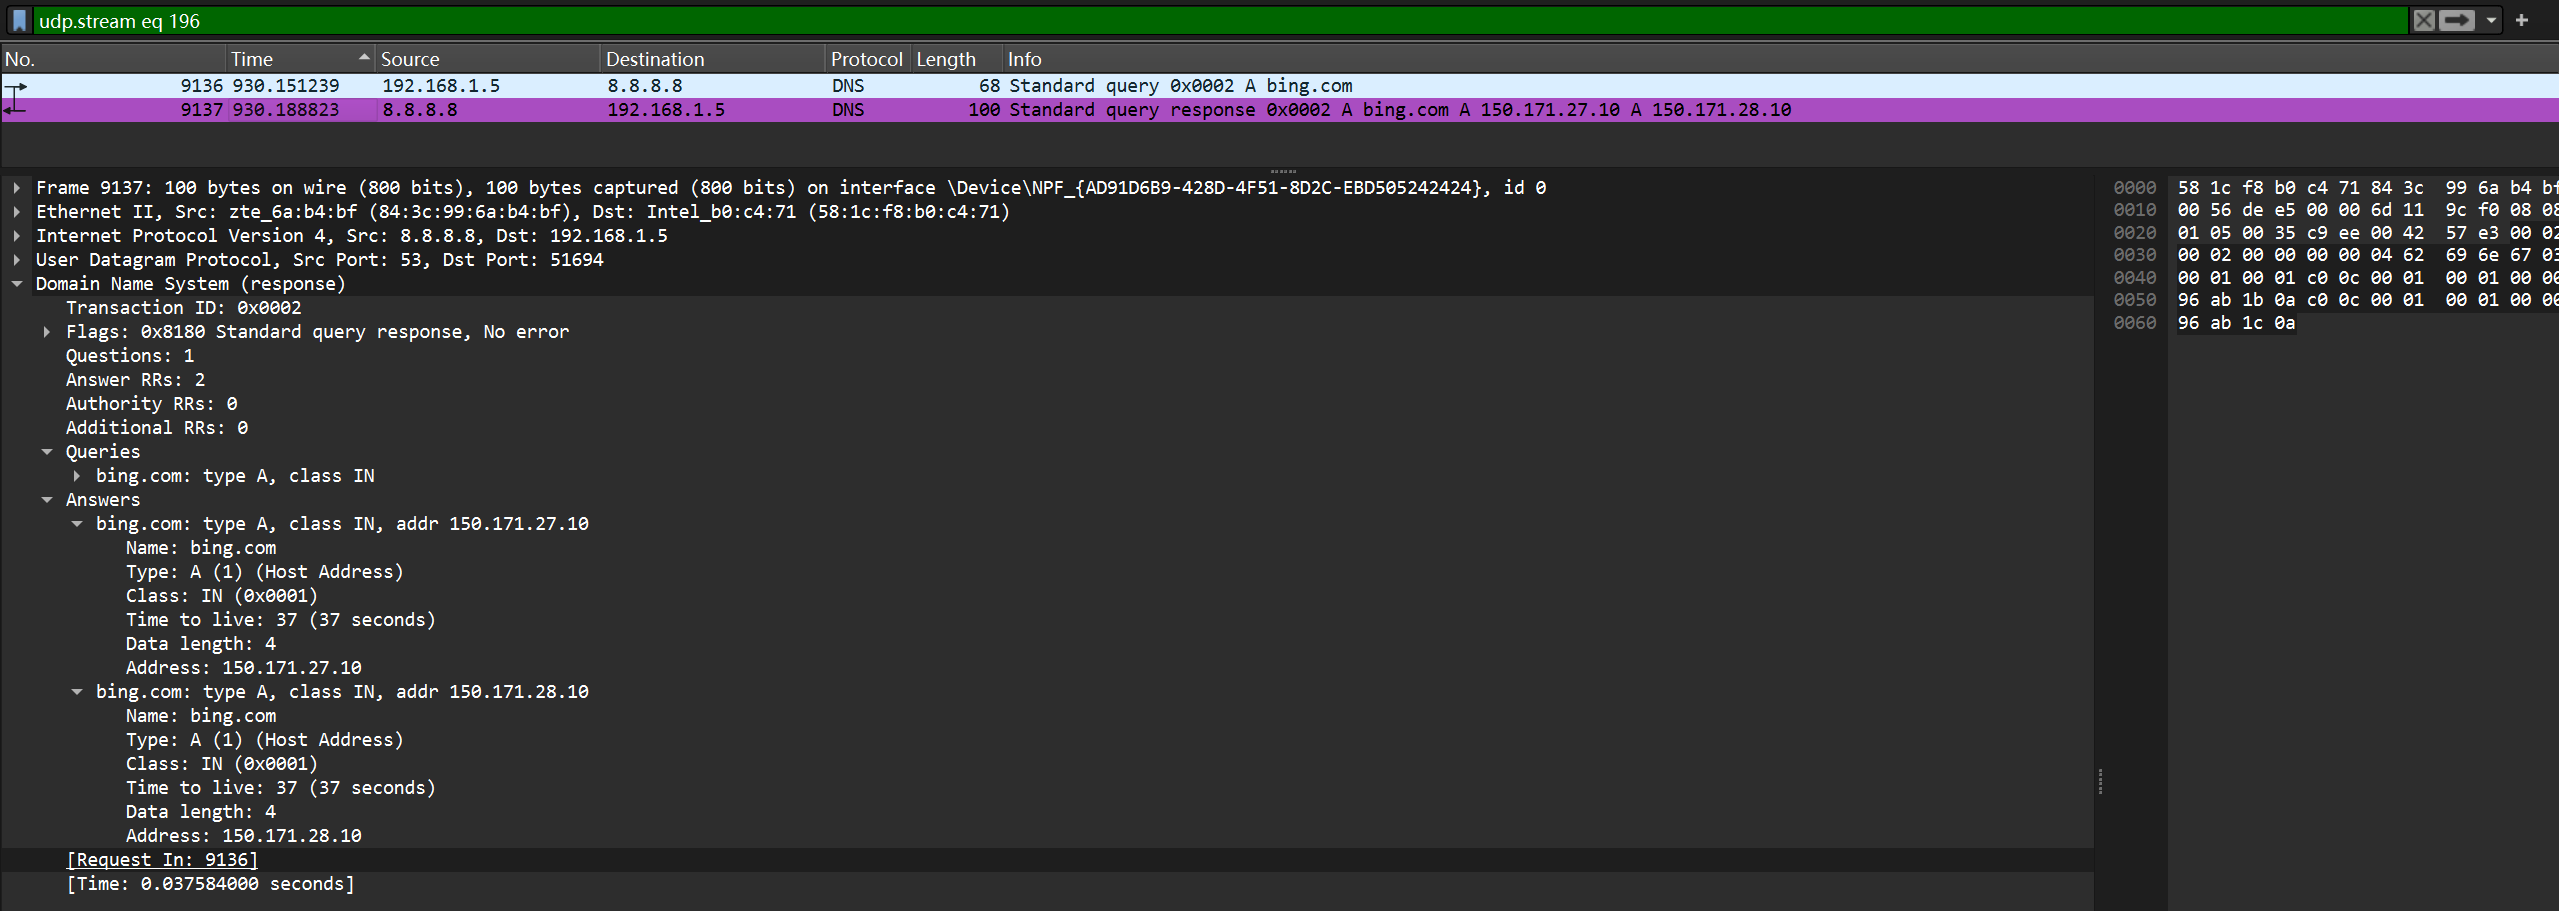 udp.stream eq 196
No. Time Source Destination Protocol Length Info
9136 930.151239 192.168.1.5 8.8.8.8 DNS 68 Standard query 0x0002 A bing.com
9137 930.188823 8.8.8.8 192.168.1.5 DNS 100 Standard query response 0x0002 A bing.com A 150.171.27.10 A 150.171.28.10
Frame 9137: 100 bytes on wire (800 bits), 100 bytes captured (800 bits) on interface \Device\NPF_{AD91D6B9-428D-4F51-8D2C-EBD505242424}, id 0
Ethernet II, Src: zte_6a:b4:bf (84:3c:99:6a:b4:bf), Dst: Intel_b0:c4:71 (58:1c:f8:b0:c4:71)
Internet Protocol Version 4, Src: 8.8.8.8, Dst: 192.168.1.5
User Datagram Protocol, Src Port: 53, Dst Port: 51694
Domain Name System (response)
Transaction ID: 0x0002
Flags: 0x8180 Standard query response, No error
Questions: 1
Answer RRs: 2
Authority RRs: 0
Additional RRs: 0
Queries
bing.com: type A, class IN
Answers
bing.com: type A, class IN, addr 150.171.27.10
Name: bing.com
Type: A (1) (Host Address)
Class: IN (0x0001)
Time to live: 37 (37 seconds)
Data length: 4
Address: 150.171.27.10
bing.com: type A, class IN, addr 150.171.28.10
Name: bing.com
Type: A (1) (Host Address)
Class: IN (0x0001)
Time to live: 37 (37 seconds)
Data length: 4
Address: 150.171.28.10
[Request In: 9136]
[Time: 0.037584000 seconds]
0000 58 1c f8 b0 c4 71 84 3c 99 6a b4 bf
0010 00 56 de e5 00 00 6d 11 9c f0 08 08
0020 01 05 00 35 c9 ee 00 42 57 e3 00 02
0030 00 02 00 00 00 00 04 62 69 6e 67 03
0040 00 01 00 01 c0 0c 00 01 00 01 00 00
0050 96 ab 1b 0a c0 0c 00 01 00 01 00 00
0060 96 ab 1c 0a